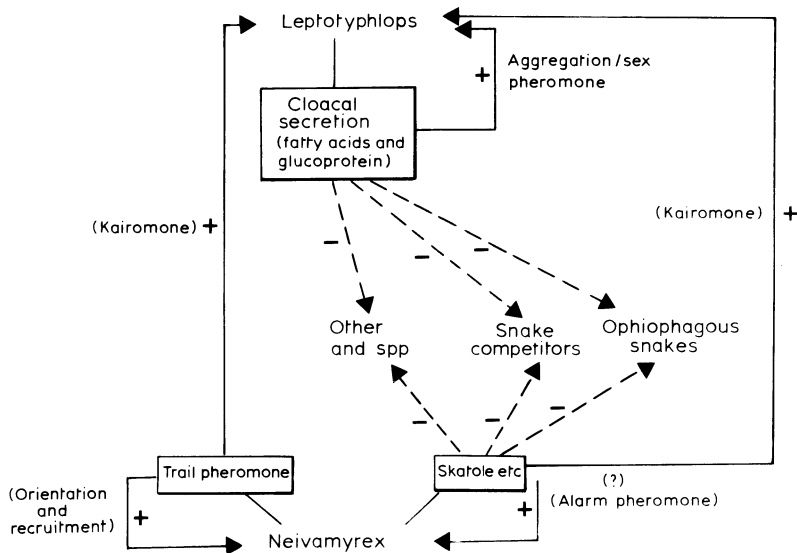 Leptotyphlops
Aggregation/sex
pheromone
+
Cloacal
secretion
(fatty acids and
glucoprotein)
(Kairomone) +
(Kairomone)
+
−
−
−
Other
and spp
Snake
competitors
Ophiophagous
snakes
−
−
−
Trail pheromone
Skatole etc
(Orientation
and
recruitment)
+
(?)
+
(Alarm pheromone)
Neivamyrex